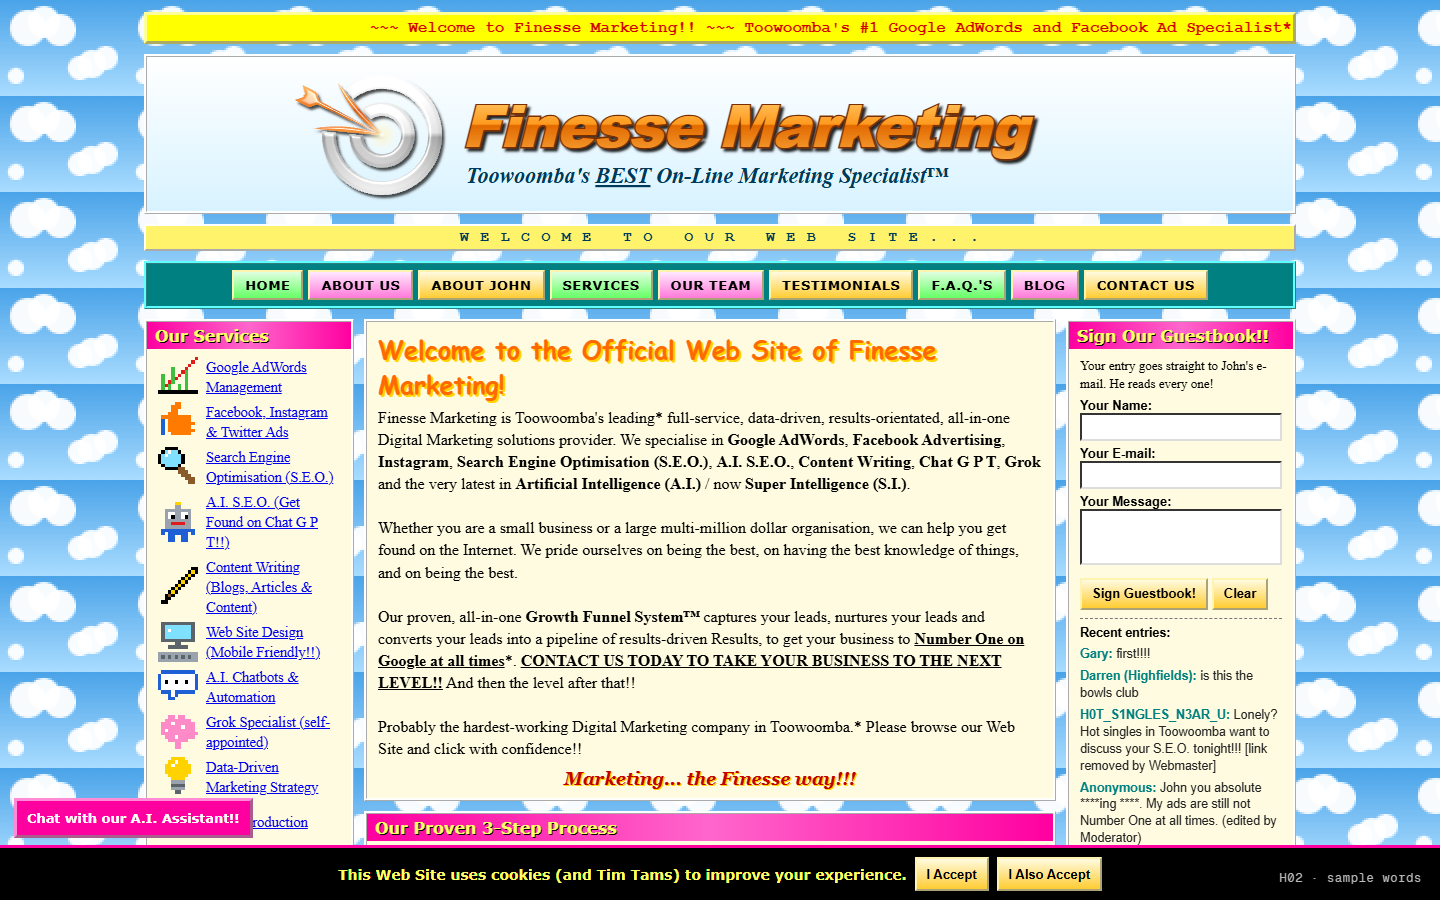 ~~~ Welcome to Finesse Marketing!! ~~~ Toowoomba's #1 Google AdWords and Facebook Ad Specialist*
Finesse Marketing
Toowoomba's BEST On-Line Marketing Specialist™
WELCOME TO OUR WEB SITE...
HOME
ABOUT US
ABOUT JOHN
SERVICES
OUR TEAM
TESTIMONIALS
F.A.Q.'S
BLOG
CONTACT US
Our Services
Google AdWords
Management
Facebook, Instagram
& Twitter Ads
Search Engine
Optimisation (S.E.O.)
A.I. S.E.O. (Get
Found on Chat G P
T!!)
Content Writing
(Blogs, Articles &
Content)
Web Site Design
(Mobile Friendly!!)
A.I. Chatbots &
Automation
Grok Specialist (self-
appointed)
Data-Driven
Marketing Strategy
roduction
Chat with our A.I. Assistant!!
Welcome to the Official Web Site of Finesse
Marketing!
Finesse Marketing is Toowoomba's leading* full-service, data-driven, results-orientated, all-in-one
Digital Marketing solutions provider. We specialise in Google AdWords, Facebook Advertising,
Instagram, Search Engine Optimisation (S.E.O.), A.I. S.E.O., Content Writing, Chat G P T, Grok
and the very latest in Artificial Intelligence (A.I.) / now Super Intelligence (S.I.).
Whether you are a small business or a large multi-million dollar organisation, we can help you get
found on the Internet. We pride ourselves on being the best, on having the best knowledge of things,
and on being the best.
Our proven, all-in-one Growth Funnel System™ captures your leads, nurtures your leads and
converts your leads into a pipeline of results-driven Results, to get your business to Number One on
Google at all times*. CONTACT US TODAY TO TAKE YOUR BUSINESS TO THE NEXT
LEVEL!! And then the level after that!!
Probably the hardest-working Digital Marketing company in Toowoomba.* Please browse our Web
Site and click with confidence!!
Marketing... the Finesse way!!!
Our Proven 3-Step Process
Sign Our Guestbook!!
Your entry goes straight to John's e-
mail. He reads every one!
Your Name:
Your E-mail:
Your Message:
Sign Guestbook!
Clear
Recent entries:
Gary: first!!!!
Darren (Highfields): is this the
bowls club
H0T_S1NGLES_N3AR_U: Lonely?
Hot singles in Toowoomba want to
discuss your S.E.O. tonight!!! [link
removed by Webmaster]
Anonymous: John you absolute
****ing ****. My ads are still not
Number One at all times. (edited by
Moderator)
This Web Site uses cookies (and Tim Tams) to improve your experience.
I Accept
I Also Accept
H02 · sample words